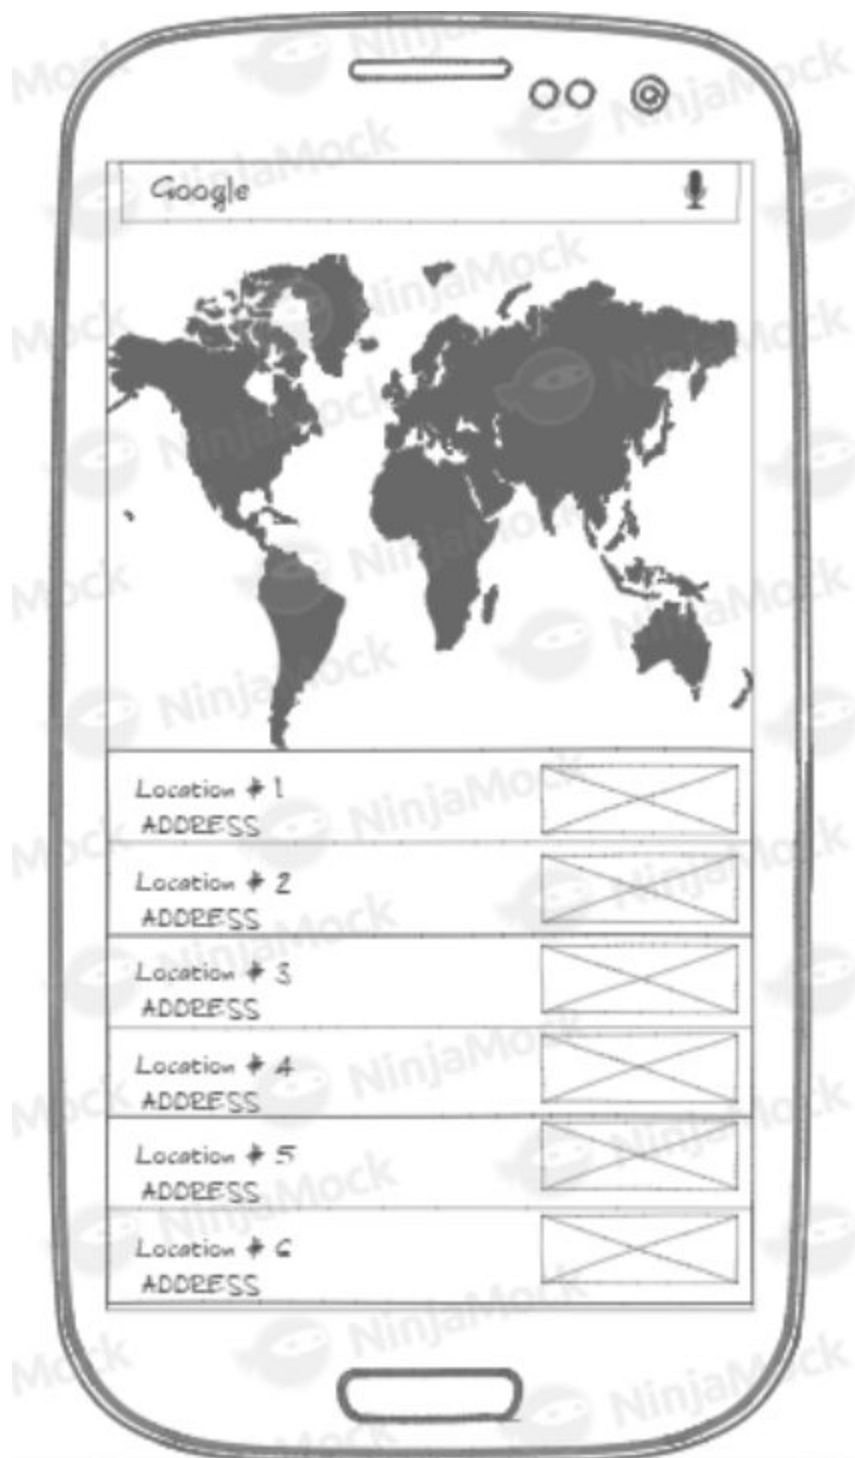 Google
Location # 1
ADDRESS
Location # 2
ADDRESS
Location # 3
ADDRESS
Location # 4
ADDRESS
Location # 5
ADDRESS
Location # 6
ADDRESS
NinjaMock